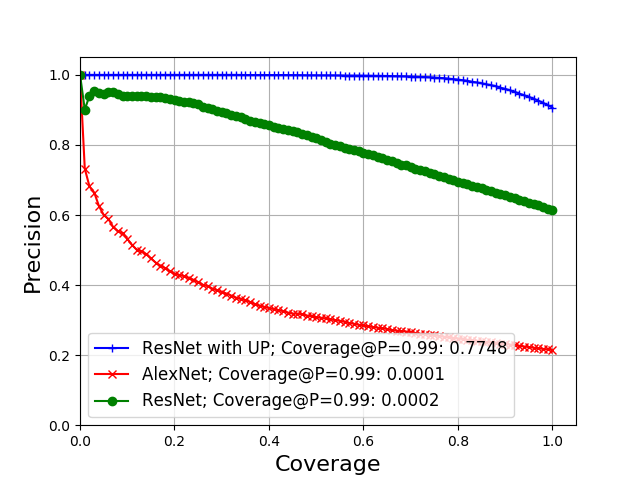 1.0
0.8
0.6
0.4
0.2
0.0
Precision
ResNet with UP; Coverage@P=0.99: 0.7748
AlexNet; Coverage@P=0.99: 0.0001
ResNet; Coverage@P=0.99: 0.0002
0.0 0.2 0.4 0.6 0.8 1.0
Coverage